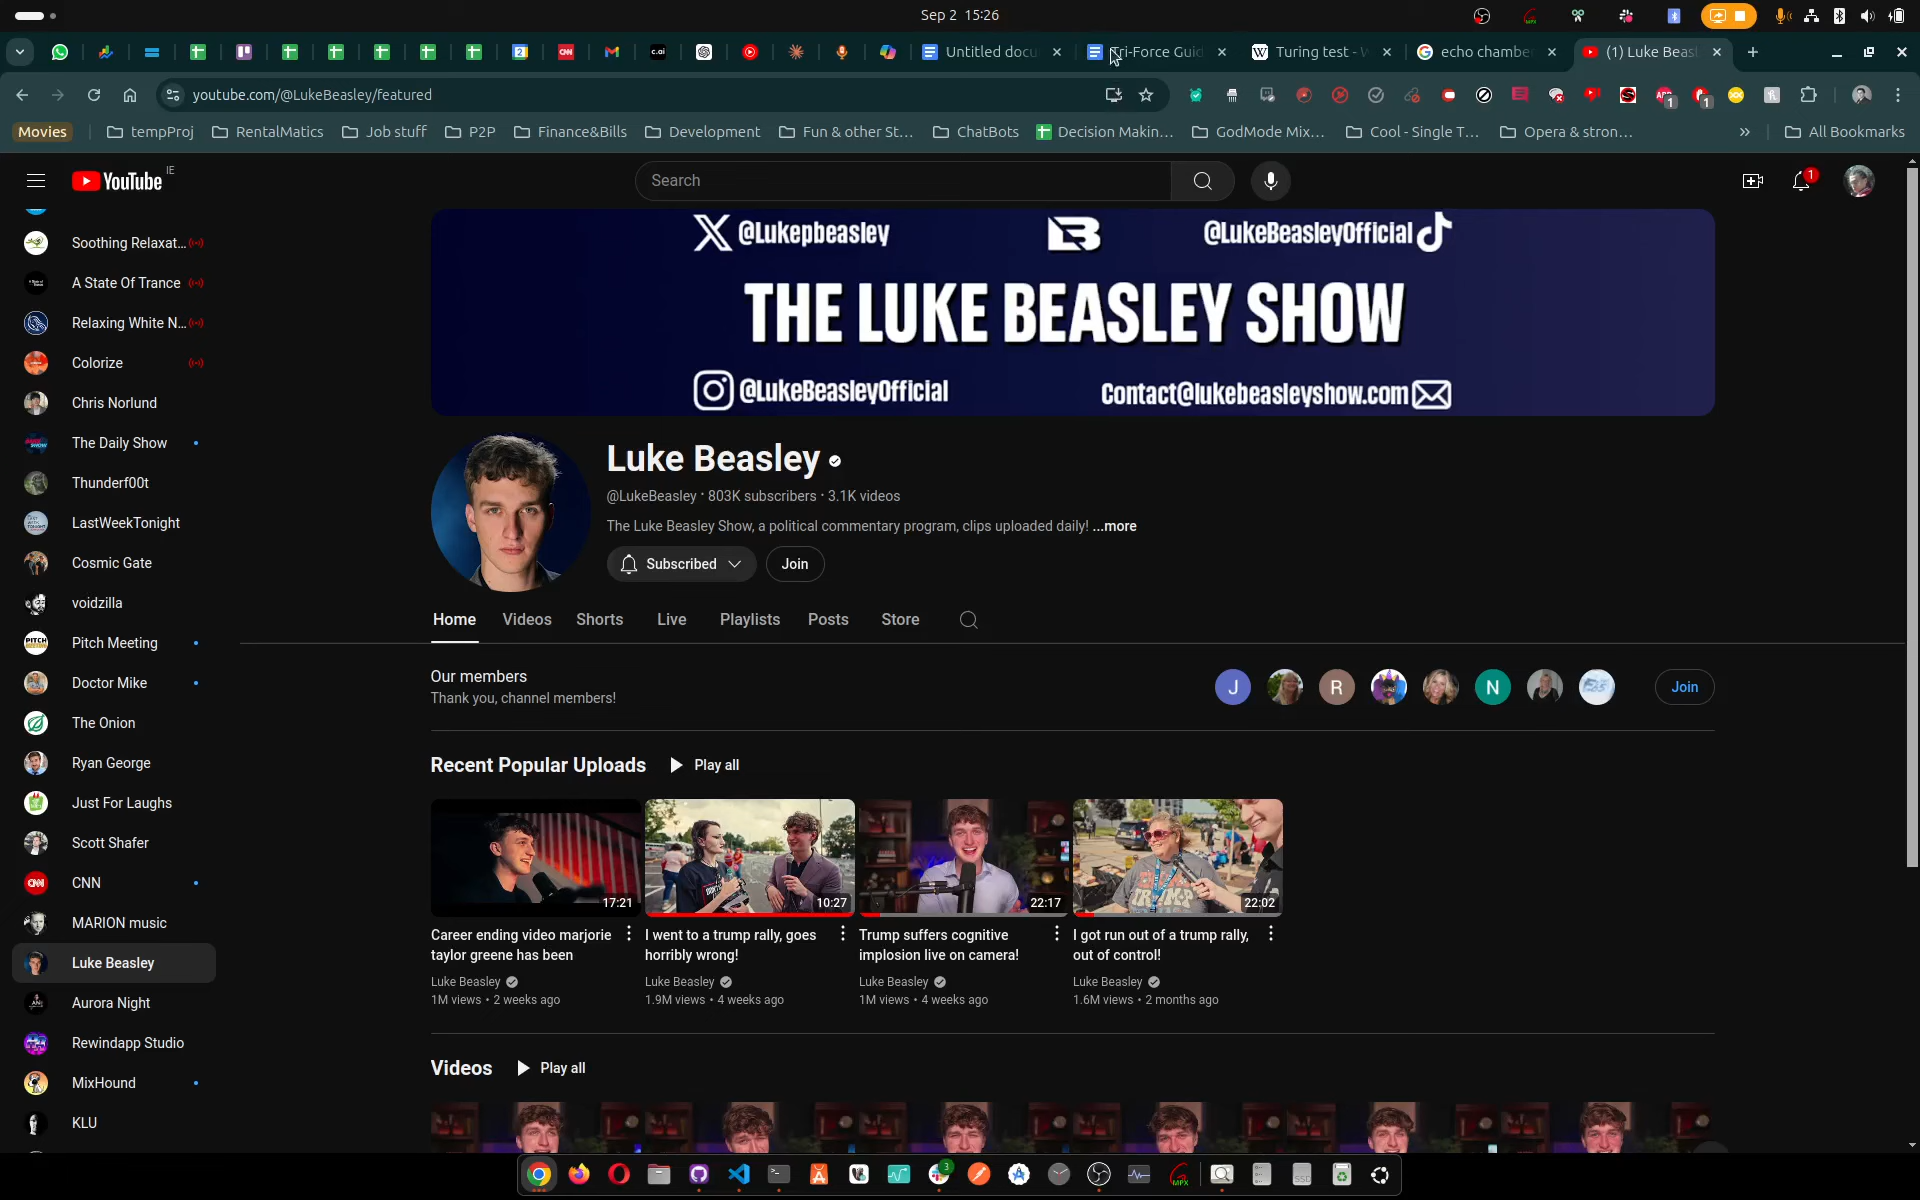 Sep 2 15:26
Untitled docu
Tri-Force Guid
Turing test - W
echo chamber
(1) Luke Beasl
youtube.com/@LukeBeasley/featured
Movies
tempProj
RentalMatics
Job stuff
P2P
Finance&Bills
Development
Fun & other St...
ChatBots
Decision Makin...
GodMode Mix...
Cool - Single T...
Opera & stron...
»
All Bookmarks
YouTube IE
Search
1
Soothing Relaxat...
A State Of Trance
Relaxing White N...
Colorize
Chris Norlund
The Daily Show
Thunderf00t
LastWeekTonight
Cosmic Gate
voidzilla
Pitch Meeting
Doctor Mike
The Onion
Ryan George
Just For Laughs
Scott Shafer
CNN
MARION music
Luke Beasley
Aurora Night
Rewindapp Studio
MixHound
KLU
@Lukepbeasley
@LukeBeasleyOfficial
THE LUKE BEASLEY SHOW
@LukeBeasleyOfficial
Contact@lukebeasleyshow.com
Luke Beasley
@LukeBeasley • 803K subscribers • 3.1K videos
The Luke Beasley Show, a political commentary program, clips uploaded daily! ...more
Subscribed
Join
Home
Videos
Shorts
Live
Playlists
Posts
Store
Our members
Thank you, channel members!
J
R
N
Join
Recent Popular Uploads
Play all
17:21
10:27
22:17
22:02
Career ending video marjorie
taylor greene has been
Luke Beasley
1M views • 2 weeks ago
I went to a trump rally, goes
horribly wrong!
Luke Beasley
1.9M views • 4 weeks ago
Trump suffers cognitive
implosion live on camera!
Luke Beasley
1M views • 4 weeks ago
I got run out of a trump rally,
out of control!
Luke Beasley
1.6M views • 2 months ago
Videos
Play all
3